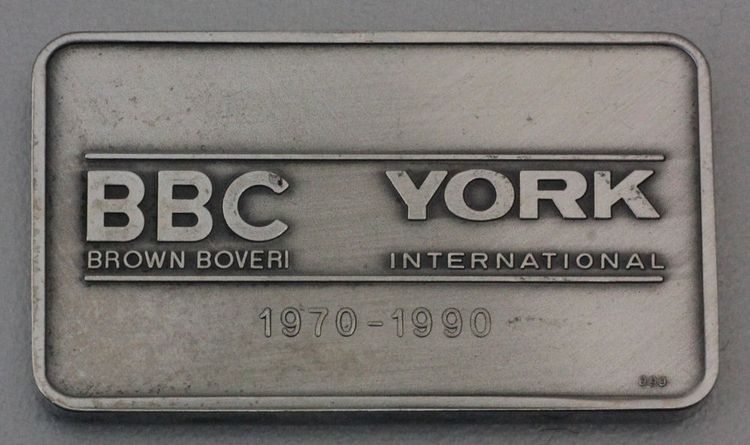 BBC YORK
BROWN BOVERI INTERNATIONAL
1970-1990